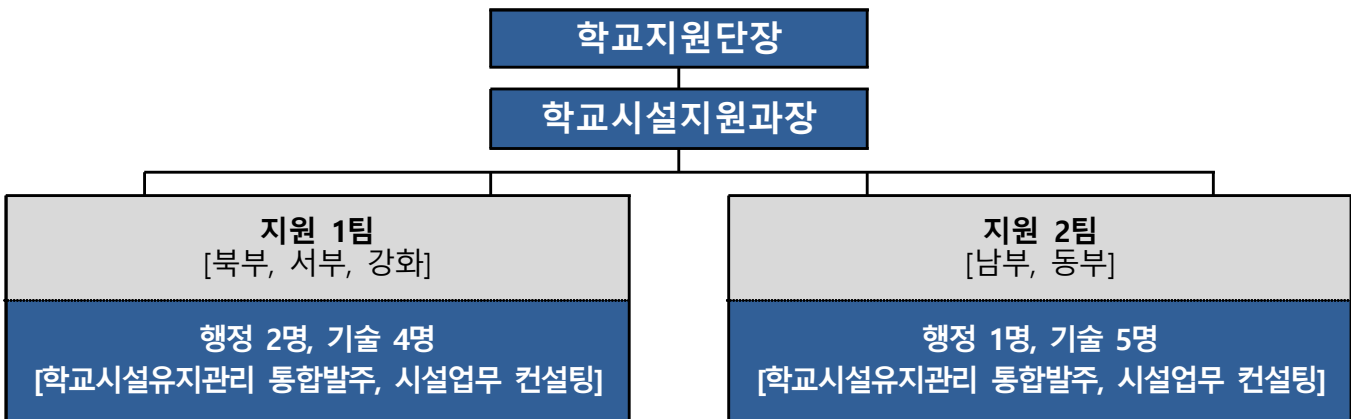 학교지원단장
학교시설지원과장
지원 1팀
[북부, 서부, 강화]
행정 2명, 기술 4명
[학교시설유지관리 통합발주, 시설업무 컨설팅]
지원 2팀
[남부, 동부]
행정 1명, 기술 5명
[학교시설유지관리 통합발주, 시설업무 컨설팅]